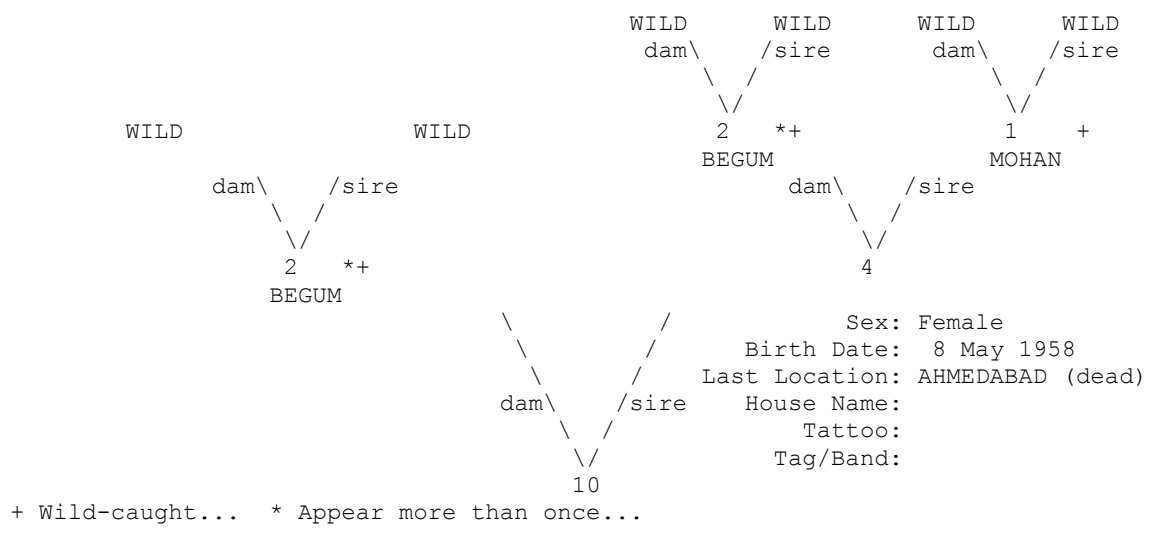 WILD WILD WILD WILD
dam\ /sire dam\ /sire
\ / \ /
\/ \/
WILD WILD 2 *+ 1 +
BEGUM MOHAN
dam\ /sire dam\ /sire
\ / \ /
\/ \/
2 *+ 4
BEGUM
\ / Sex: Female
\ / Birth Date: 8 May 1958
\ / Last Location: AHMEDABAD (dead)
dam\ /sire House Name:
\ / Tattoo:
\/ Tag/Band:
10
+ Wild-caught... * Appear more than once...